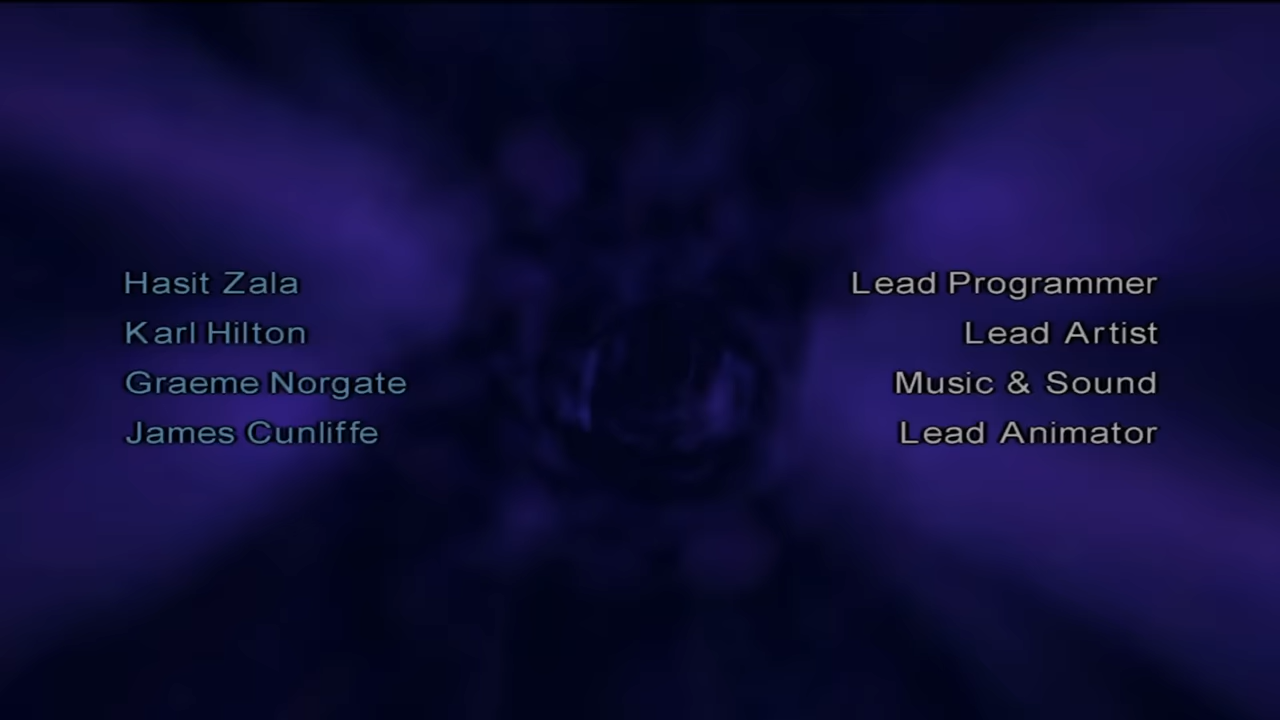 Hasit Zala Lead Programmer
Karl Hilton Lead Artist
Graeme Norgate Music & Sound
James Cunliffe Lead Animator